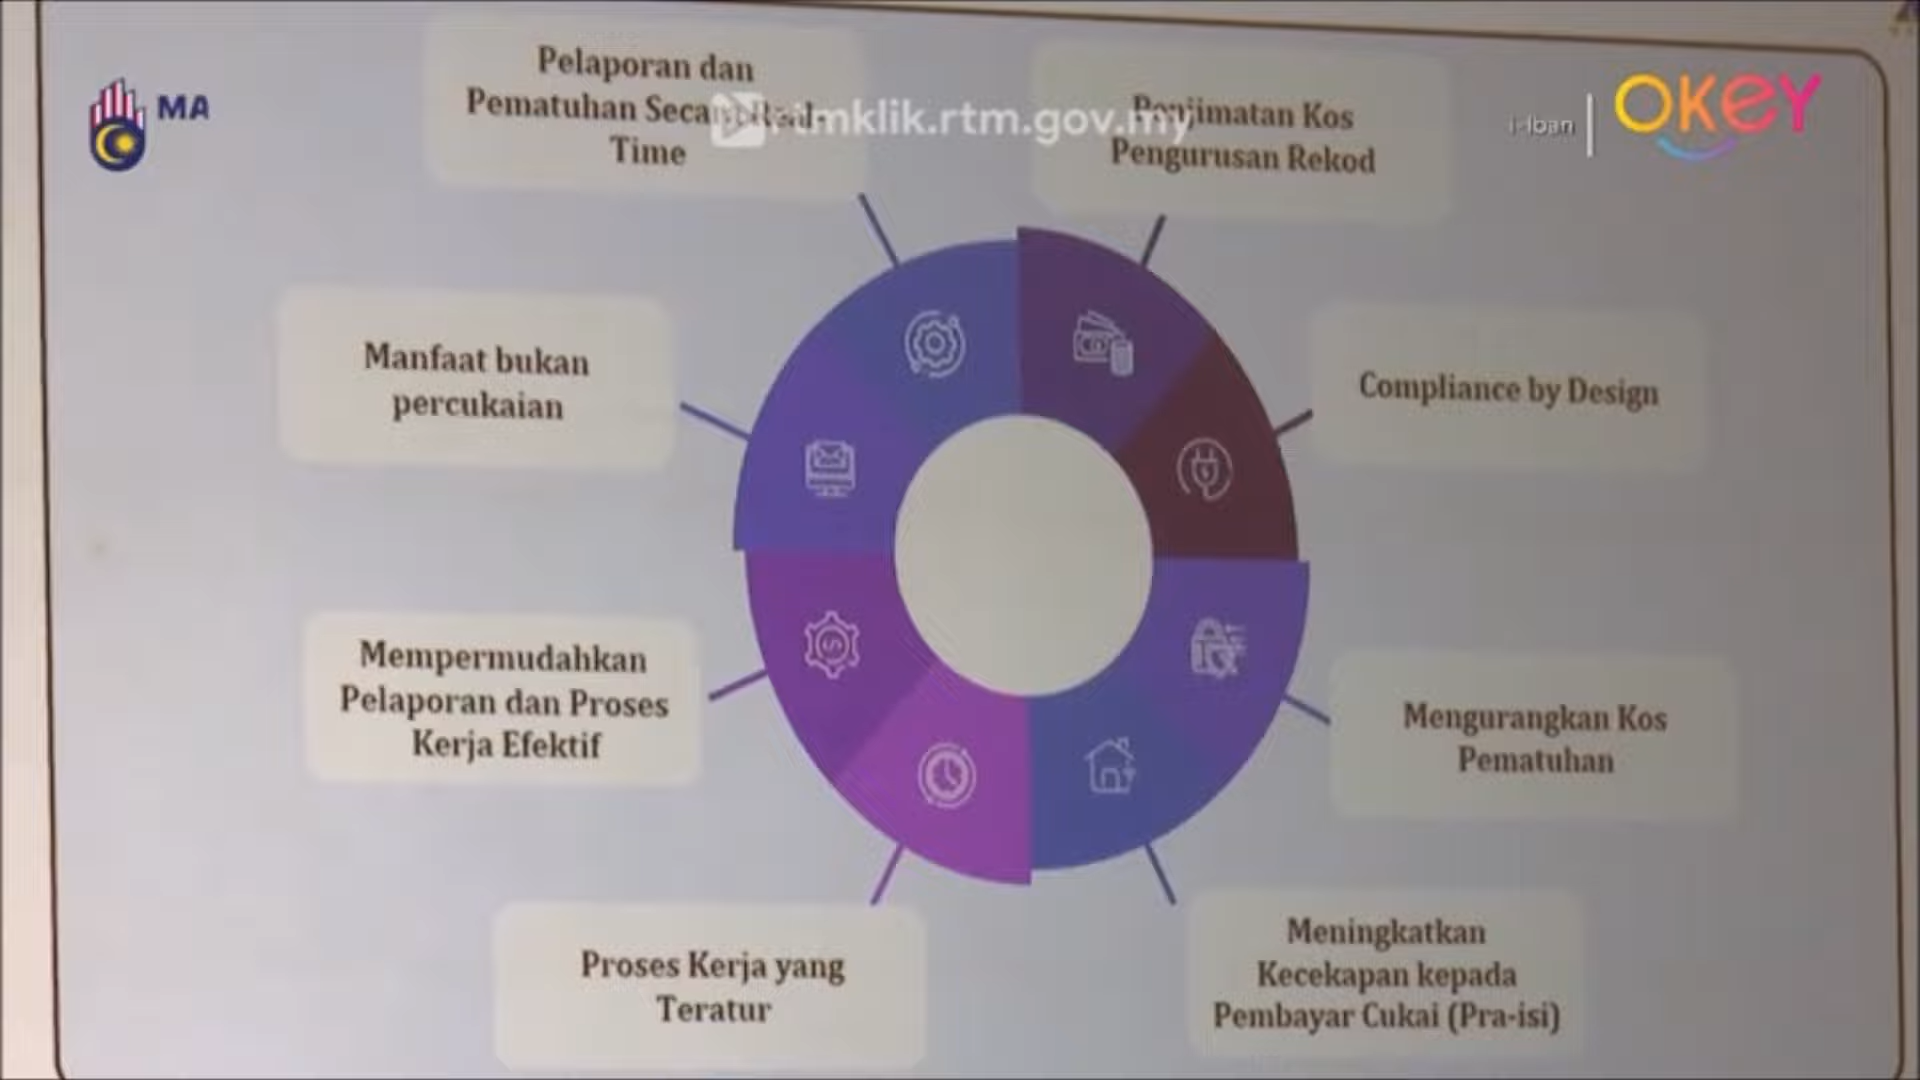 MA
rtmklik.rtm.gov.my
i-Iban
OKEY
Pelaporan dan
Pematuhan Secara Real-
Time
Penjimatan Kos
Pengurusan Rekod
Manfaat bukan
percukaian
Compliance by Design
Mempermudahkan
Pelaporan dan Proses
Kerja Efektif
Mengurangkan Kos
Pematuhan
Proses Kerja yang
Teratur
Meningkatkan
Kecekapan kepada
Pembayar Cukai (Pra-isi)